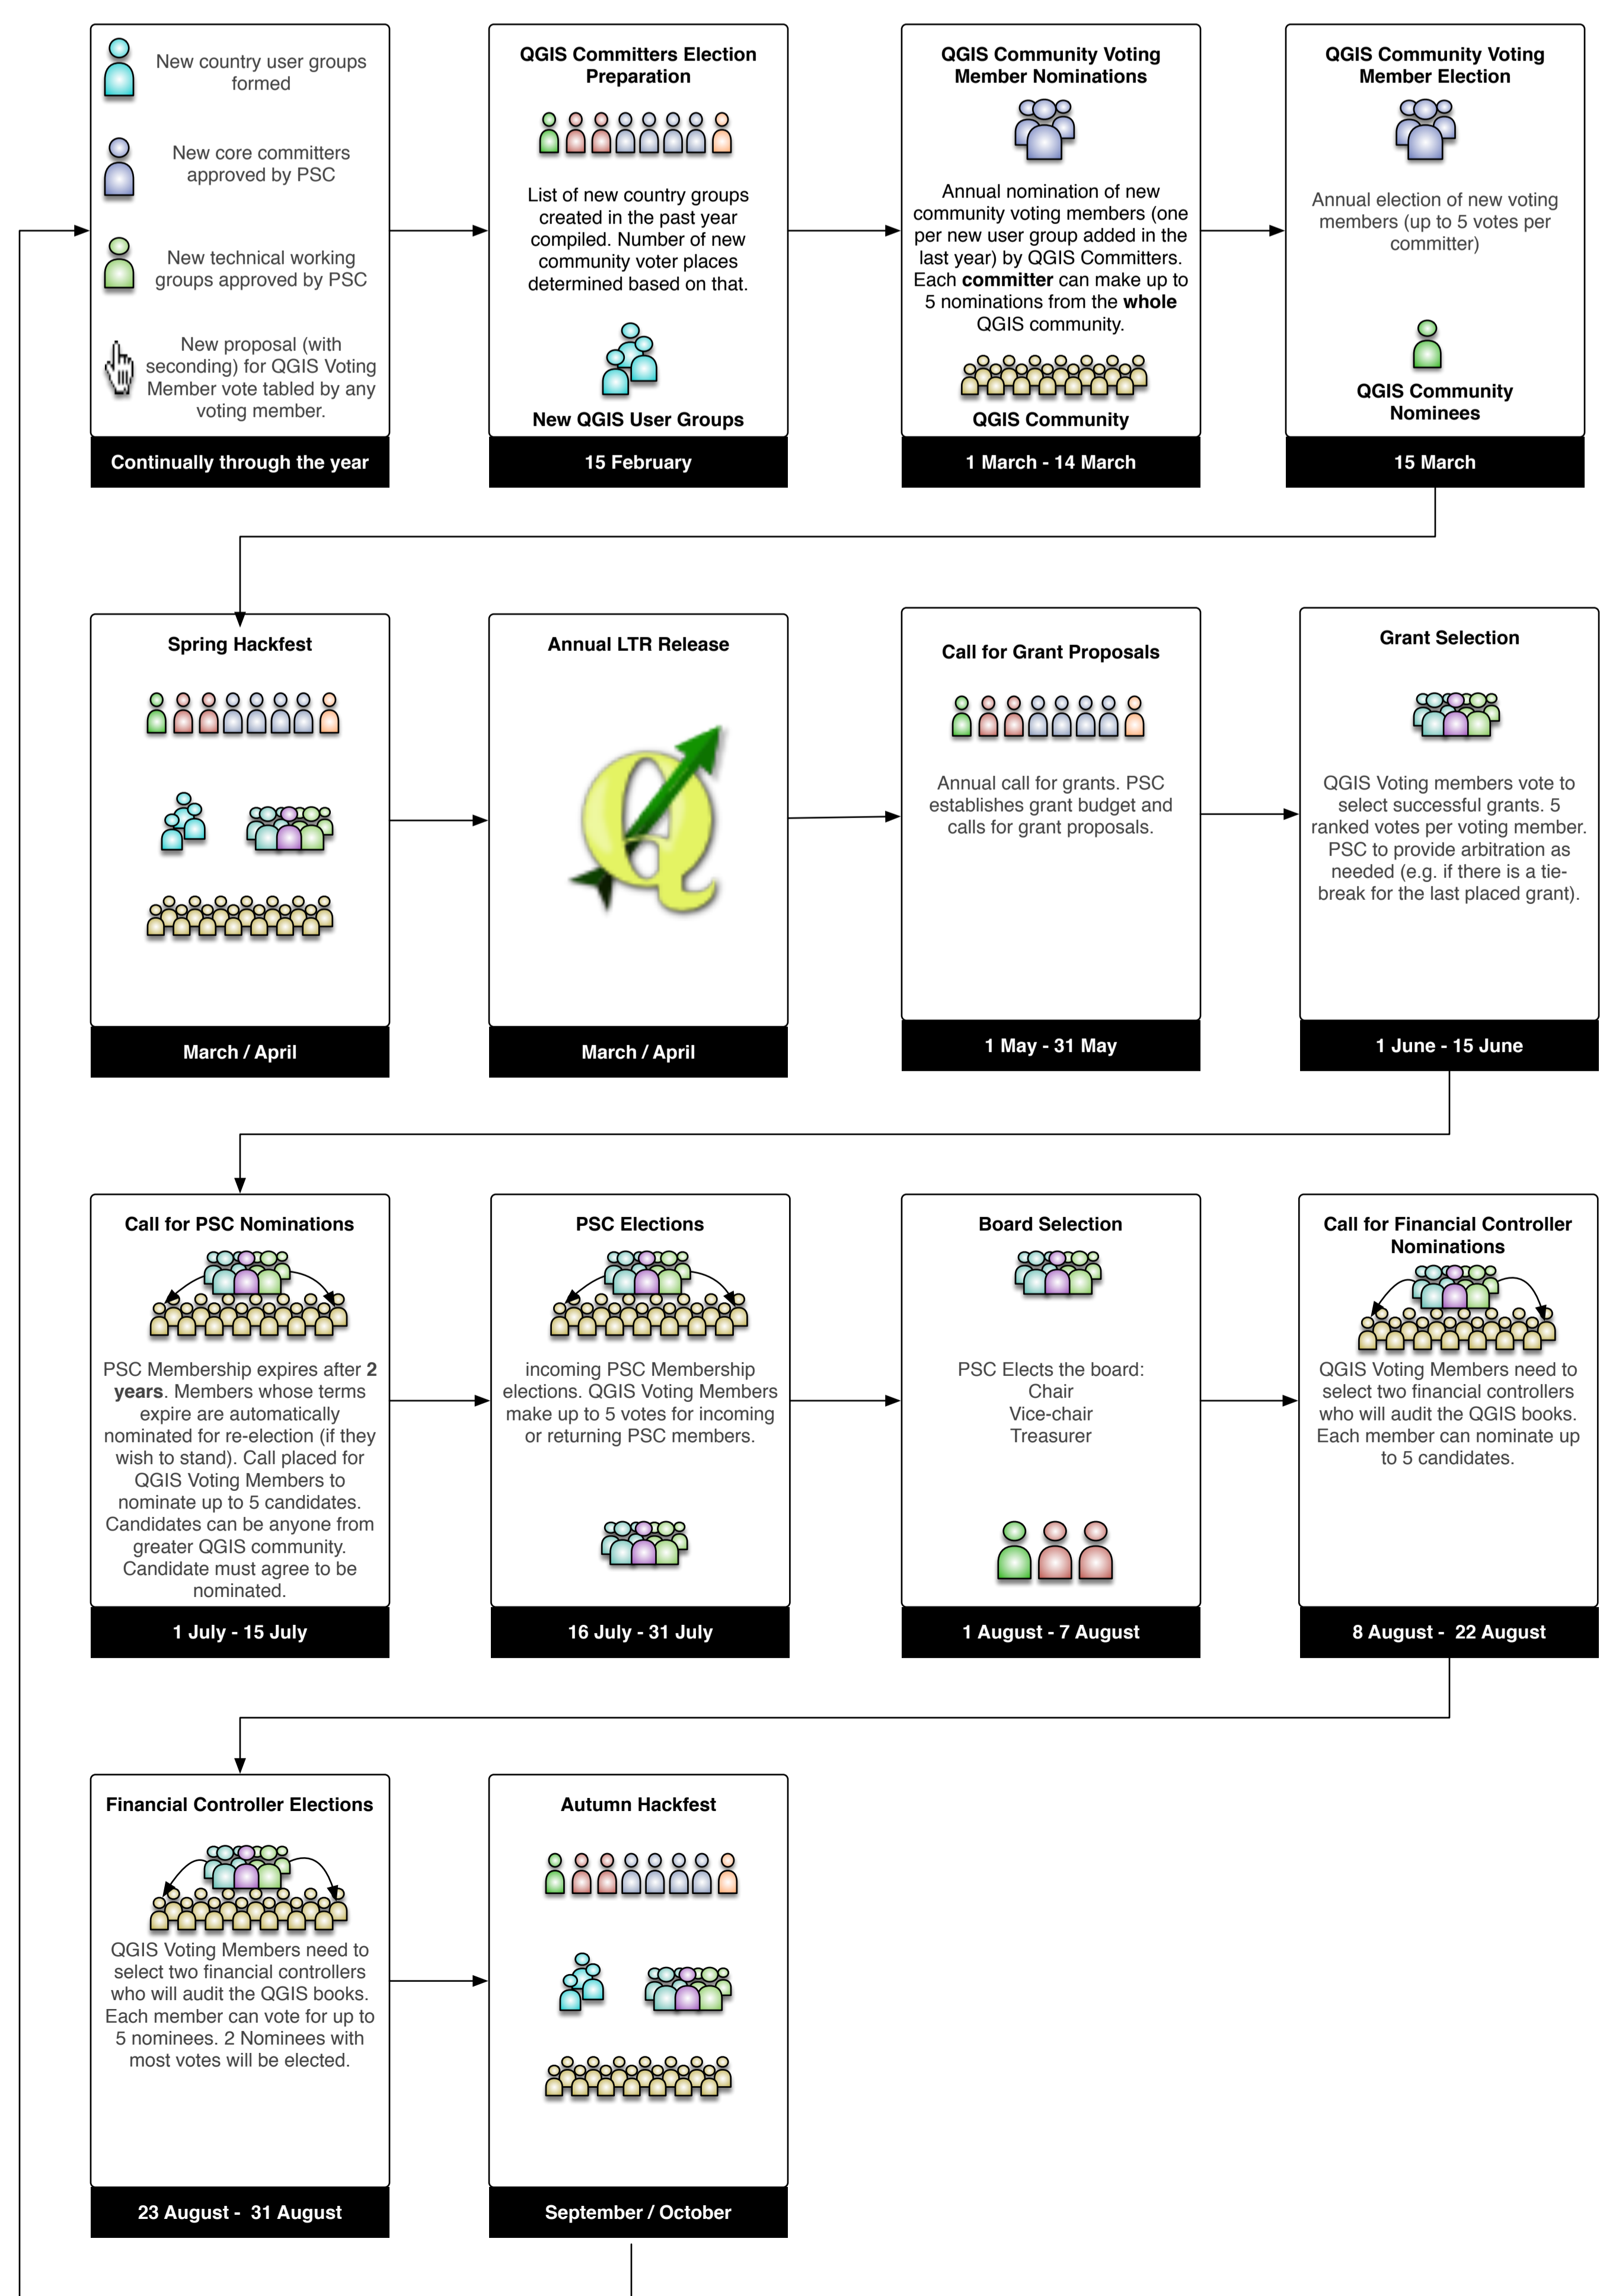 New country user groups
formed
New core committers
approved by PSC
New technical working
groups approved by PSC
New proposal (with
seconding) for QGIS Voting
Member vote tabled by any
voting member.
Continually through the year
QGIS Committers Election
Preparation
List of new country groups
created in the past year
compiled. Number of new
community voter places
determined based on that.
New QGIS User Groups
15 February
QGIS Community Voting
Member Nominations
Annual nomination of new
community voting members (one
per new user group added in the
last year) by QGIS Committers.
Each committer can make up to
5 nominations from the whole
QGIS community.
QGIS Community
1 March - 14 March
QGIS Community Voting
Member Election
Annual election of new voting
members (up to 5 votes per
committer)
QGIS Community
Nominees
15 March
Spring Hackfest
March / April
Annual LTR Release
March / April
Call for Grant Proposals
Annual call for grants. PSC
establishes grant budget and
calls for grant proposals.
1 May - 31 May
Grant Selection
QGIS Voting members vote to
select successful grants. 5
ranked votes per voting member.
PSC to provide arbitration as
needed (e.g. if there is a tie-
break for the last placed grant).
1 June - 15 June
Call for PSC Nominations
PSC Membership expires after 2
years. Members whose terms
expire are automatically
nominated for re-election (if they
wish to stand). Call placed for
QGIS Voting Members to
nominate up to 5 candidates.
Candidates can be anyone from
greater QGIS community.
Candidate must agree to be
nominated.
1 July - 15 July
PSC Elections
incoming PSC Membership
elections. QGIS Voting Members
make up to 5 votes for incoming
or returning PSC members.
16 July - 31 July
Board Selection
PSC Elects the board:
Chair
Vice-chair
Treasurer
1 August - 7 August
Call for Financial Controller
Nominations
QGIS Voting Members need to
select two financial controllers
who will audit the QGIS books.
Each member can nominate up
to 5 candidates.
8 August - 22 August
Financial Controller Elections
QGIS Voting Members need to
select two financial controllers
who will audit the QGIS books.
Each member can vote for up to
5 nominees. 2 Nominees with
most votes will be elected.
23 August - 31 August
Autumn Hackfest
September / October